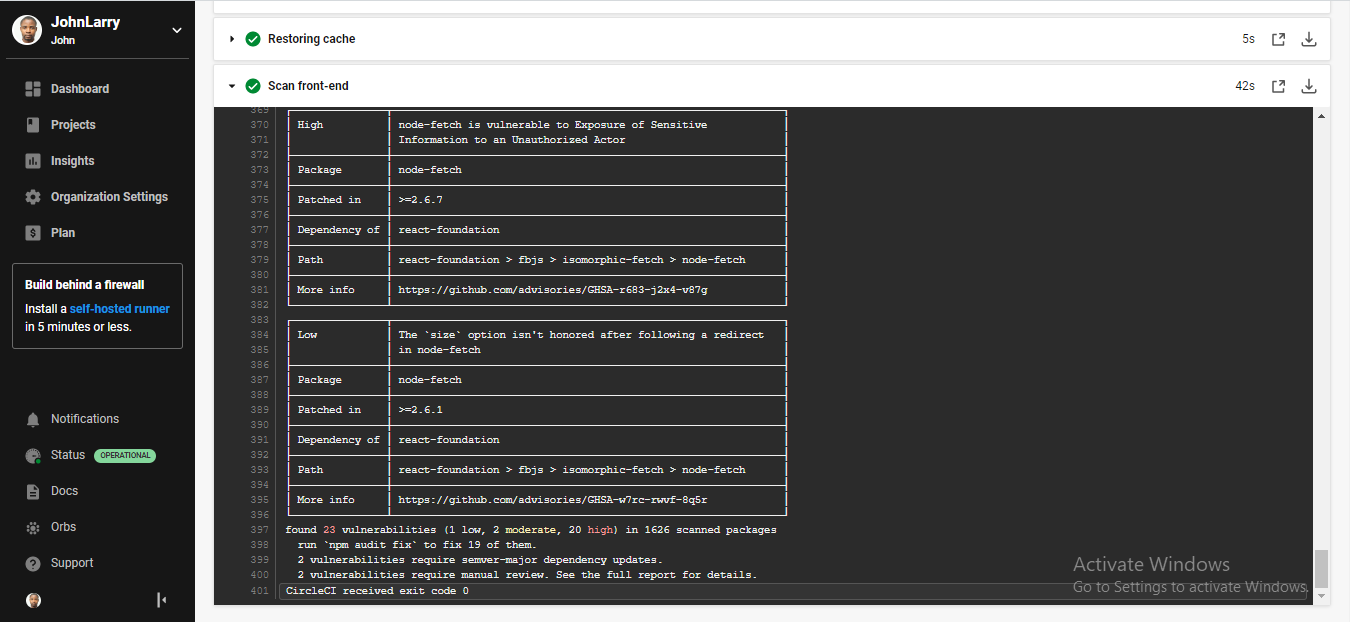 JohnLarry
John
Dashboard
Projects
Insights
Organization Settings
Plan
Build behind a firewall
Install a self-hosted runner
in 5 minutes or less.
Notifications
Status OPERATIONAL
Docs
Orbs
Support
Restoring cache 5s
Scan front-end 42s
369
370 High node-fetch is vulnerable to Exposure of Sensitive
371 Information to an Unauthorized Actor
372
373 Package node-fetch
374
375 Patched in >=2.6.7
376
377 Dependency of react-foundation
378
379 Path react-foundation > fbjs > isomorphic-fetch > node-fetch
380
381 More info https://github.com/advisories/GHSA-r683-j2x4-v87g
382
383
384 Low The `size` option isn't honored after following a redirect
385 in node-fetch
386
387 Package node-fetch
388
389 Patched in >=2.6.1
390
391 Dependency of react-foundation
392
393 Path react-foundation > fbjs > isomorphic-fetch > node-fetch
394
395 More info https://github.com/advisories/GHSA-w7rc-rwvf-8q5r
396
397 found 23 vulnerabilities (1 low, 2 moderate, 20 high) in 1626 scanned packages
398 run `npm audit fix` to fix 19 of them.
399 2 vulnerabilities require semver-major dependency updates.
400 2 vulnerabilities require manual review. See the full report for details.
401 CircleCI received exit code 0
Activate Windows
Go to Settings to activate Windows.